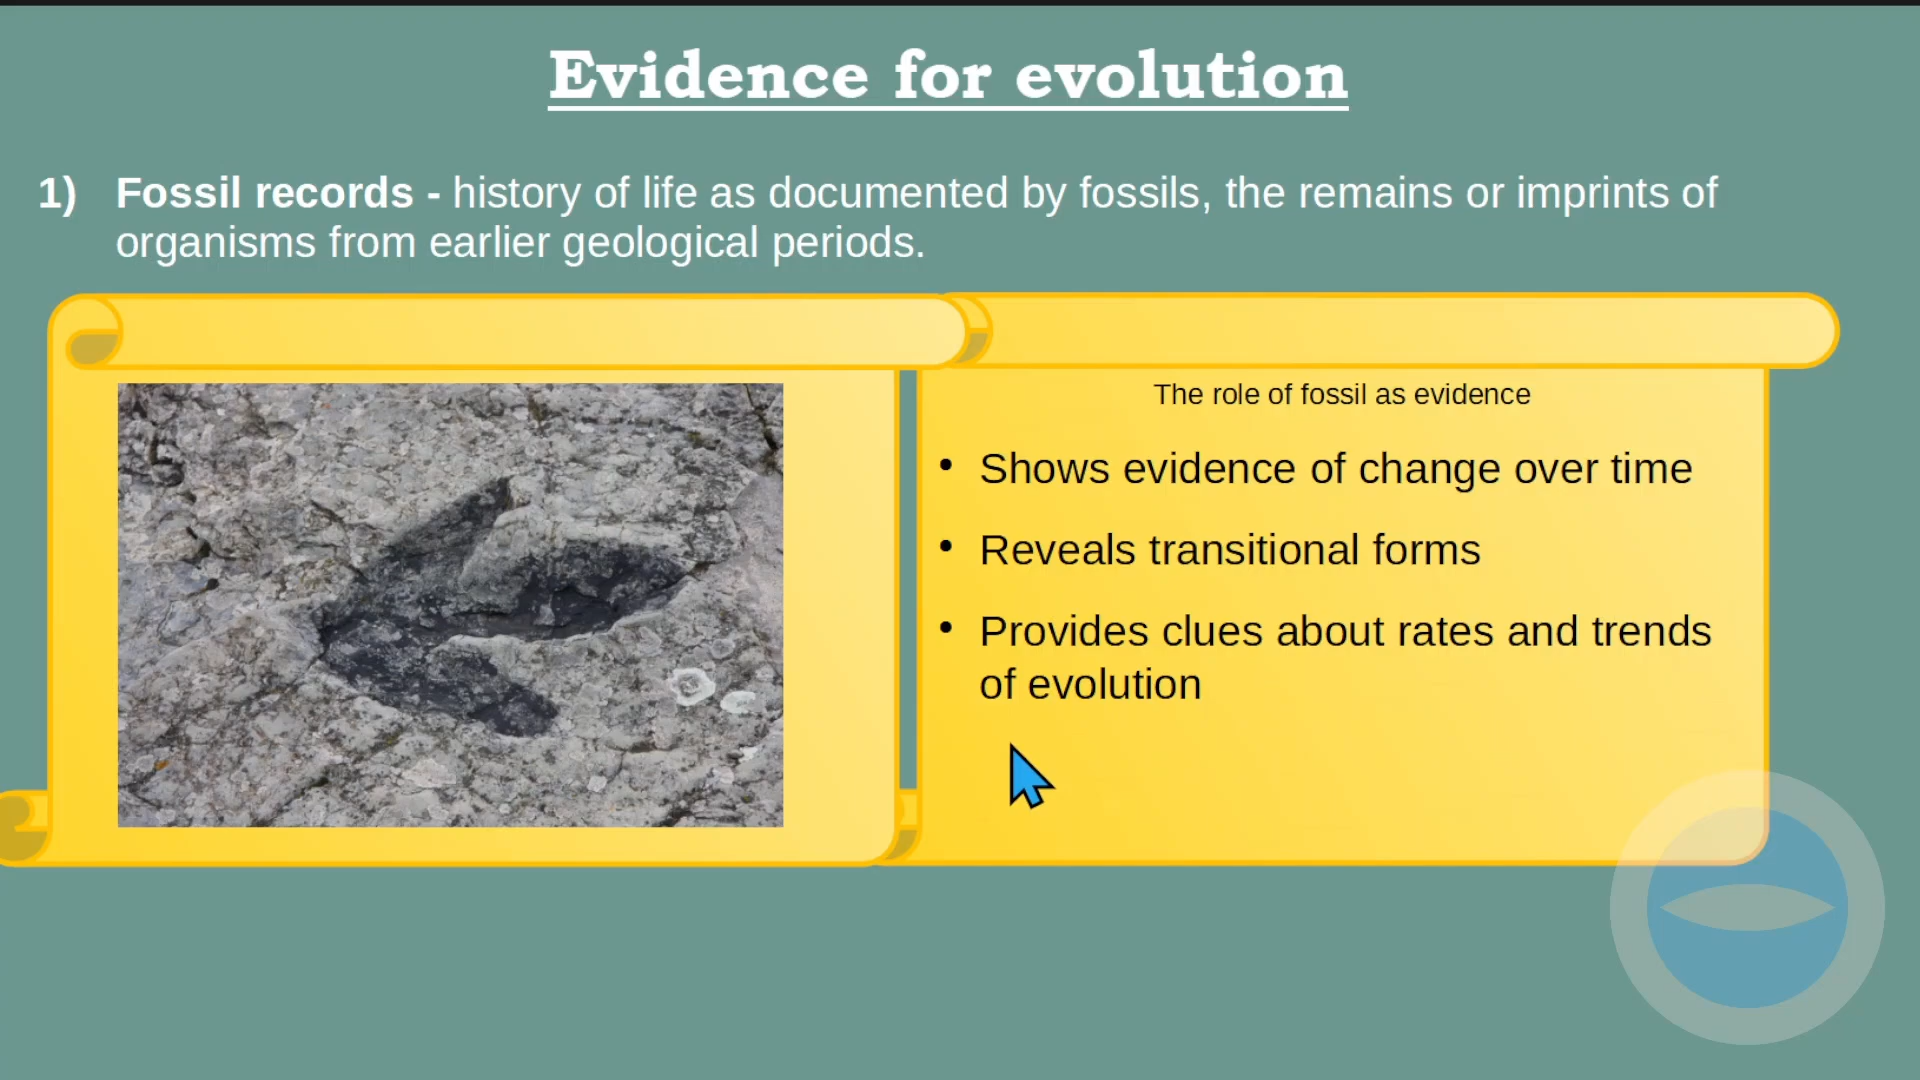 Evidence for evolution
1) Fossil records - history of life as documented by fossils, the remains or imprints of
organisms from earlier geological periods.
The role of fossil as evidence
• Shows evidence of change over time
• Reveals transitional forms
• Provides clues about rates and trends
of evolution